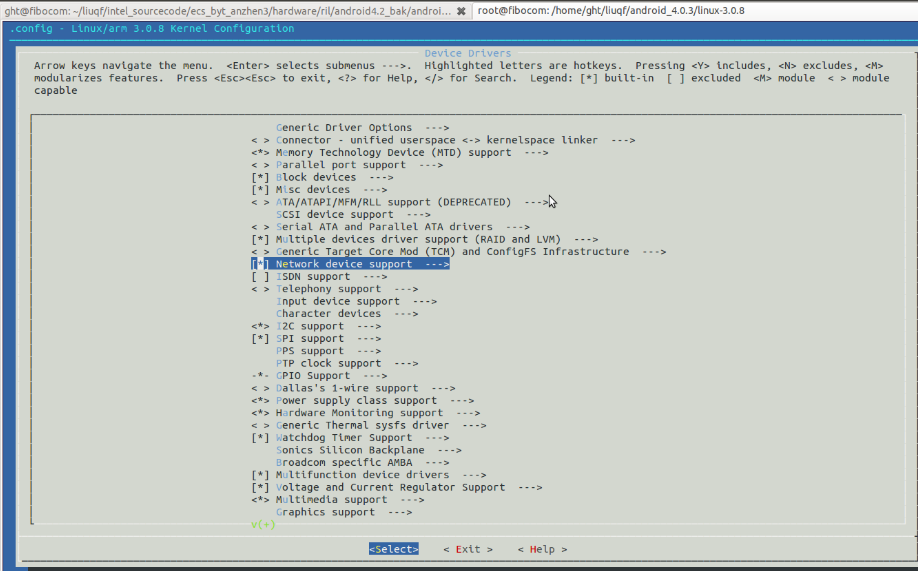 ght@fibocom: ~/liuqf/intel_sourcecode/ecs_byt_anzhen3/hardware/ril/android4.2_bak/androi... ✖ root@fibocom: /home/ght/liuqf/android_4.0.3/linux-3.0.8
.config - Linux/arm 3.0.8 Kernel Configuration
Device Drivers
Arrow keys navigate the menu. <Enter> selects submenus --->. Highlighted letters are hotkeys. Pressing <Y> includes, <N> excludes, <M>
modularizes features. Press <Esc><Esc> to exit, <?> for Help, </> for Search. Legend: [*] built-in [ ] excluded <M> module < > module
capable
Generic Driver Options --->
< > Connector - unified userspace <-> kernelspace linker --->
<*> Memory Technology Device (MTD) support --->
< > Parallel port support --->
[*] Block devices --->
[*] Misc devices --->
< > ATA/ATAPI/MFM/RLL support (DEPRECATED) --->
SCSI device support --->
< > Serial ATA and Parallel ATA drivers --->
[*] Multiple devices driver support (RAID and LVM) --->
< > Generic Target Core Mod (TCM) and ConfigFS Infrastructure --->
[*] Network device support --->
[ ] ISDN support --->
< > Telephony support --->
Input device support --->
Character devices --->
<*> I2C support --->
[*] SPI support --->
PPS support --->
PTP clock support --->
-*- GPIO Support --->
< > Dallas's 1-wire support --->
<*> Power supply class support --->
<*> Hardware Monitoring support --->
< > Generic Thermal sysfs driver --->
[*] Watchdog Timer Support --->
Sonics Silicon Backplane --->
Broadcom specific AMBA --->
[*] Multifunction device drivers --->
[*] Voltage and Current Regulator Support --->
<*> Multimedia support --->
Graphics support --->
v(+)
<Select> < Exit > < Help >